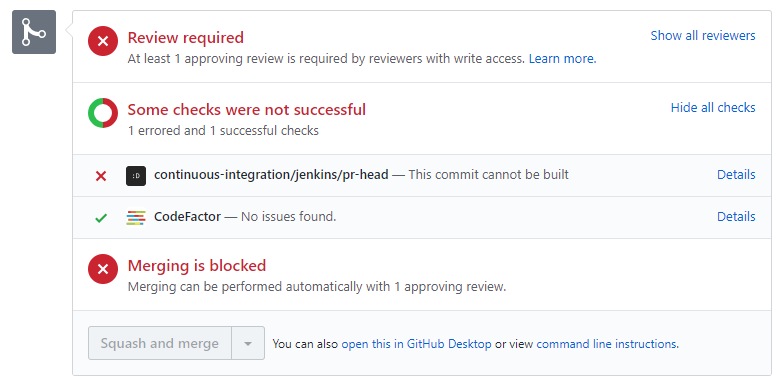 Review required
Show all reviewers
At least 1 approving review is required by reviewers with write access. Learn more.
Some checks were not successful
Hide all checks
1 errored and 1 successful checks
:D continuous-integration/jenkins/pr-head — This commit cannot be built Details
CodeFactor — No issues found. Details
Merging is blocked
Merging can be performed automatically with 1 approving review.
Squash and merge You can also open this in GitHub Desktop or view command line instructions.